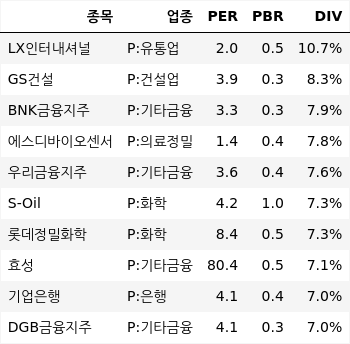 종목 업종 PER PBR DIV
LX인터내셔널 P:유통업 2.0 0.5 10.7%
GS건설 P:건설업 3.9 0.3 8.3%
BNK금융지주 P:기타금융 3.3 0.3 7.9%
에스디바이오센서 P:의료정밀 1.4 0.4 7.8%
우리금융지주 P:기타금융 3.6 0.4 7.6%
S-Oil P:화학 4.2 1.0 7.3%
롯데정밀화학 P:화학 8.4 0.5 7.3%
효성 P:기타금융 80.4 0.5 7.1%
기업은행 P:은행 4.1 0.4 7.0%
DGB금융지주 P:기타금융 4.1 0.3 7.0%